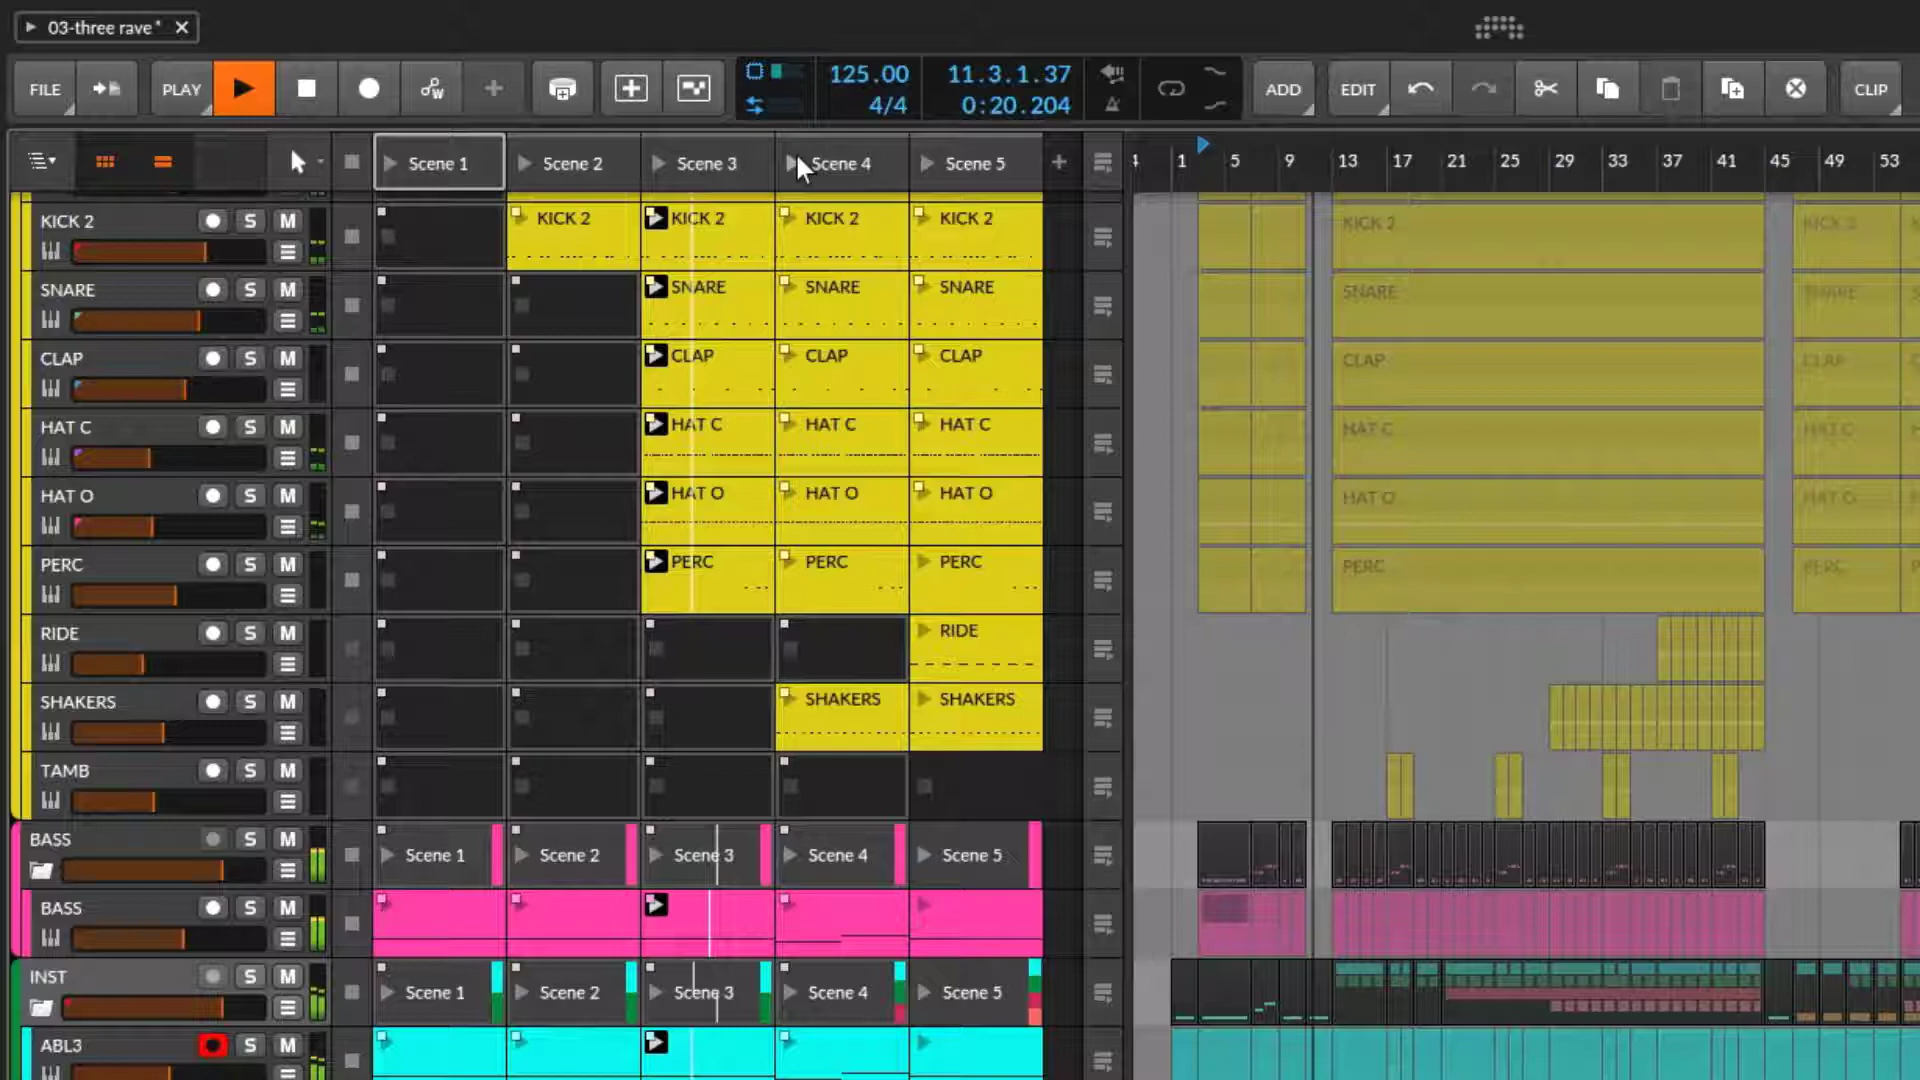 03-three rave*
FILE PLAY 125.00 4/4 11.3.1.37 0:20.204 ADD EDIT CLIP
Scene 1 Scene 2 Scene 3 Scene 4 Scene 5 1 5 9 13 17 21 25 29 33 37 41 45 49 53
KICK 2 S M KICK 2 KICK 2 KICK 2 KICK 2 KICK 2 KICK 2
SNARE S M SNARE SNARE SNARE SNARE SNARE
CLAP S M CLAP CLAP CLAP CLAP CLAP
HAT C S M HAT C HAT C HAT C HAT C HAT C
HAT O S M HAT O HAT O HAT O HAT O HAT O
PERC S M PERC PERC PERC PERC PERC
RIDE S M RIDE
SHAKERS S M SHAKERS SHAKERS
TAMB S M
BASS S M Scene 1 Scene 2 Scene 3 Scene 4 Scene 5
BASS S M
INST S M Scene 1 Scene 2 Scene 3 Scene 4 Scene 5
ABL3 S M